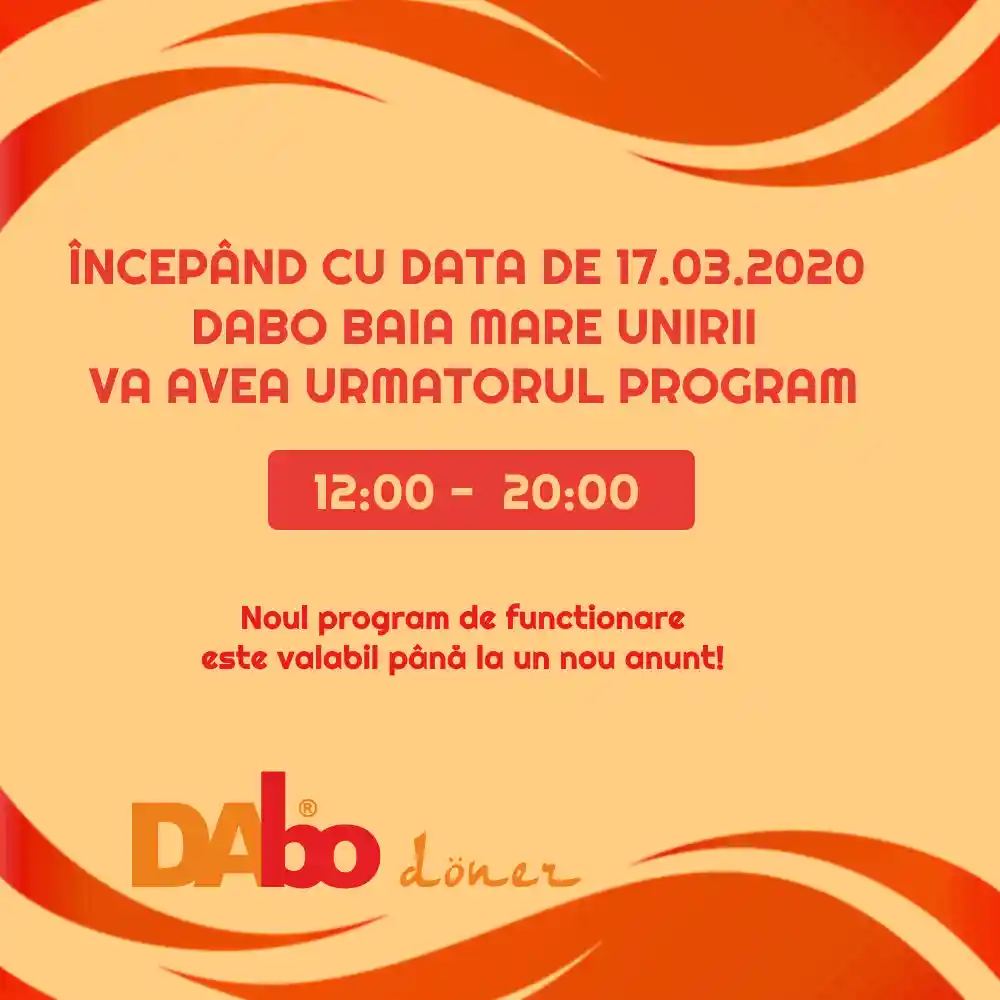 ÎNCEPÂND CU DATA DE 17.03.2020
DABO BAIA MARE UNIRII
VA AVEA URMATORUL PROGRAM
12:00 - 20:00
Noul program de functionare
este valabil până la un nou anunt!
DAbo® döner